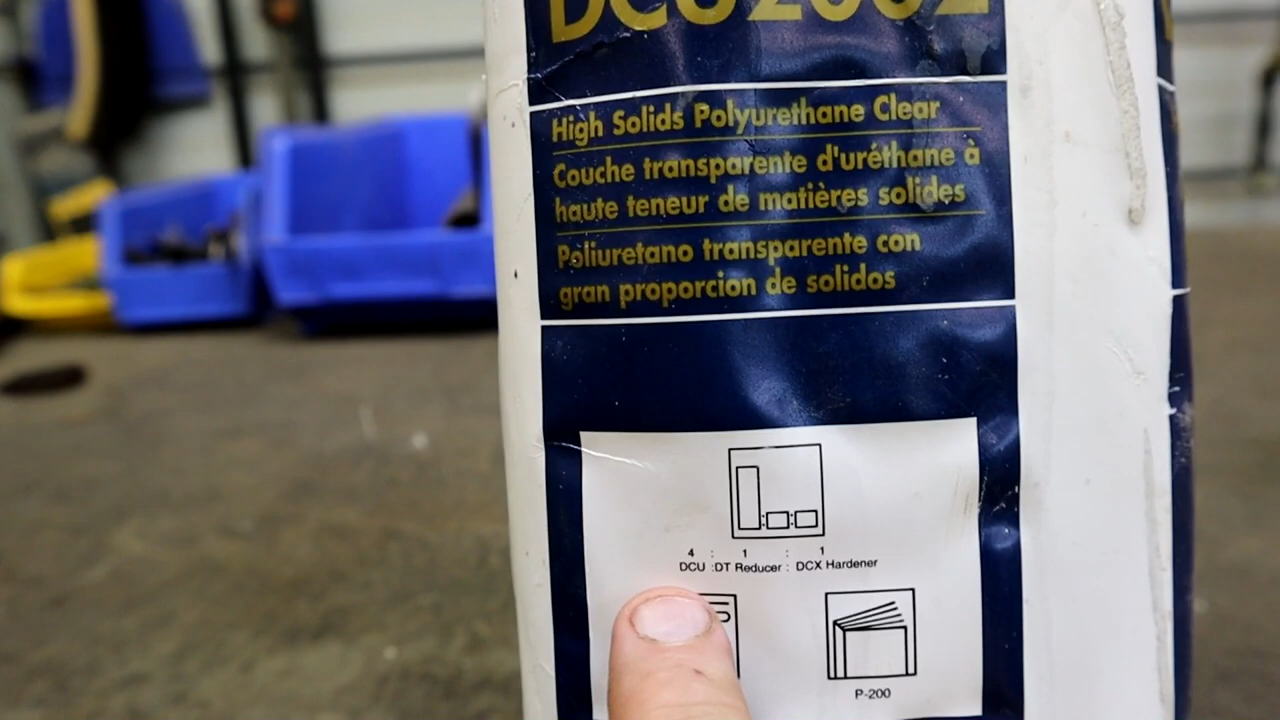 DCU2002
High Solids Polyurethane Clear
Couche transparente d'uréthane à
haute teneur de matières solides
Poliuretano transparente con
gran proporcion de solidos
4 : 1 : 1
DCU :DT Reducer : DCX Hardener
P-200